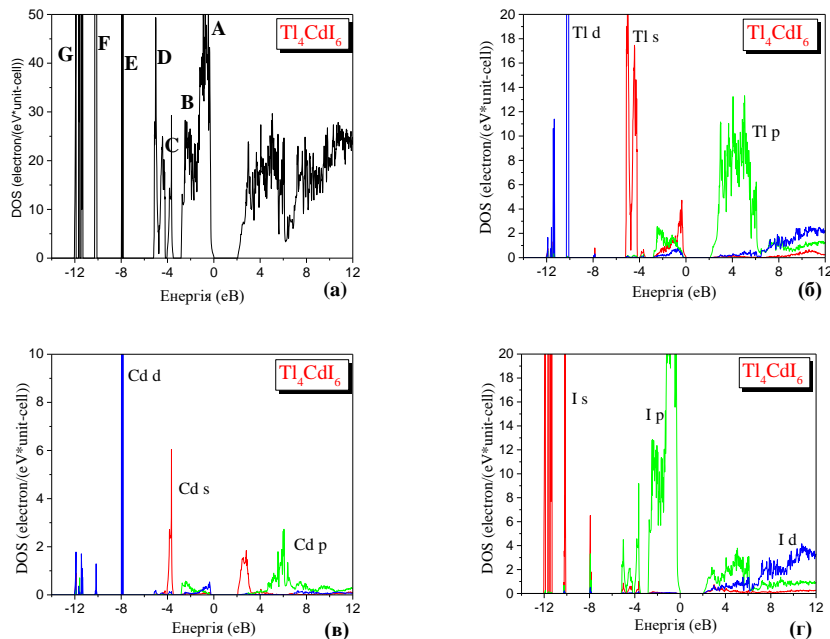 Tl₄CdI₆
G
F
E
D
C
B
A
DOS (electron/(eV*unit-cell))
50
40
30
20
10
0
-12 -8 -4 0 4 8 12
Енергія (еВ)
(а)
Tl₄CdI₆
Tl d
Tl s
Tl p
DOS (electron/(eV*unit-cell))
20
18
16
14
12
10
8
6
4
2
0
-12 -8 -4 0 4 8 12
Енергія (еВ)
(б)
Tl₄CdI₆
Cd d
Cd s
Cd p
DOS (electron/(eV*unit-cell))
10
8
6
4
2
0
-12 -8 -4 0 4 8 12
Енергія (еВ)
(в)
Tl₄CdI₆
I s
I p
I d
DOS (electron/(eV*unit-cell))
20
18
16
14
12
10
8
6
4
2
0
-12 -8 -4 0 4 8 12
Енергія (еВ)
(г)